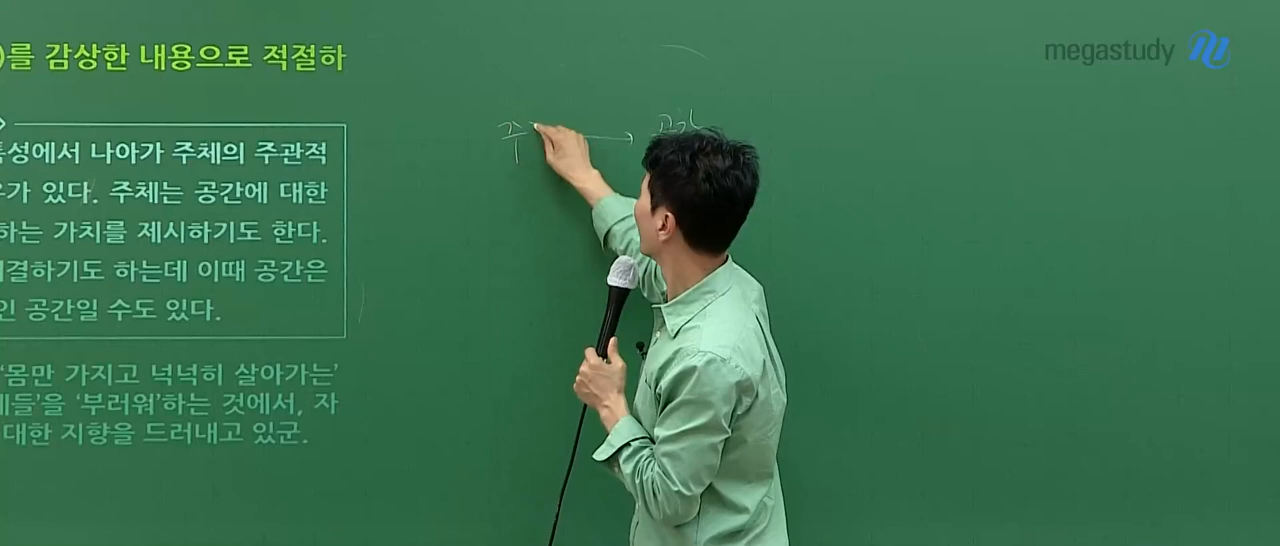 )를 감상한 내용으로 적절하
megastudy
주 → 공간
특성에서 나아가 주체의 주관적
가 있다. 주체는 공간에 대한
하는 가치를 제시하기도 한다.
결하기도 하는데 이때 공간은
인 공간일 수도 있다.
‘몸만 가지고 넉넉히 살아가는’
들’을 ‘부러워’하는 것에서, 자
대한 지향을 드러내고 있군.